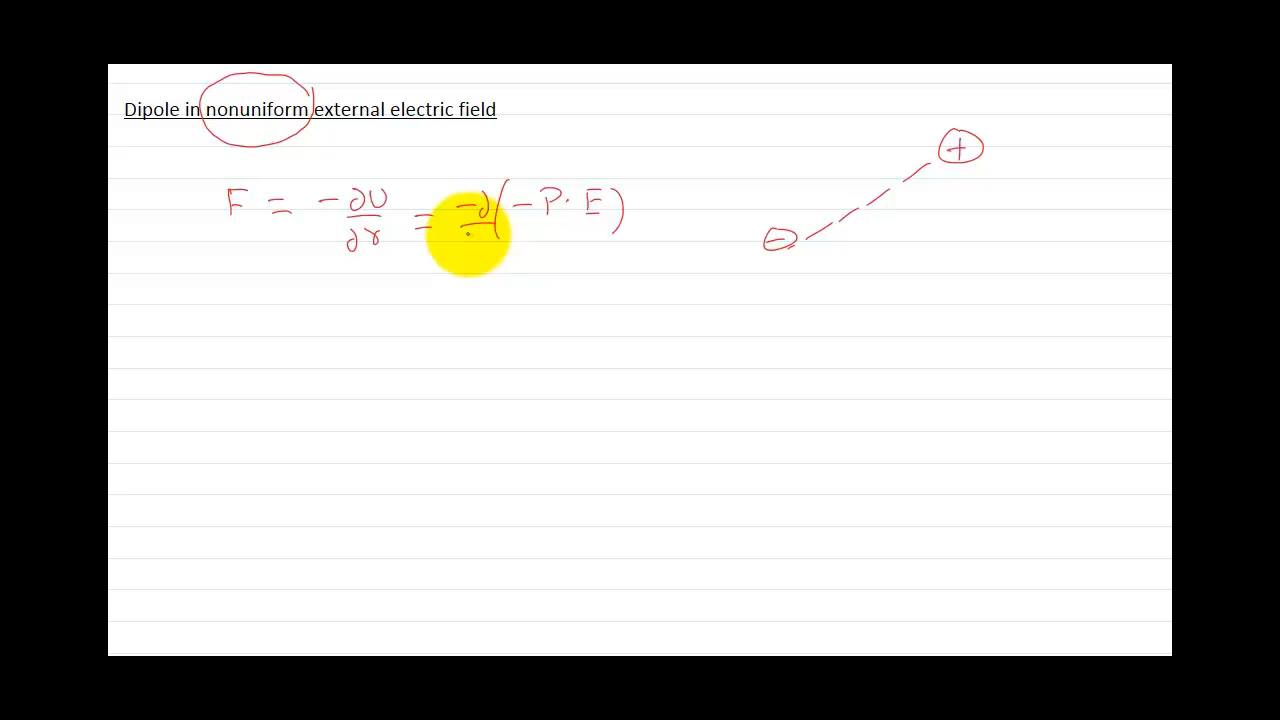 Dipole in nonuniform external electric field
+
F = -∂U/∂r = -∂/ (-P·E)
-